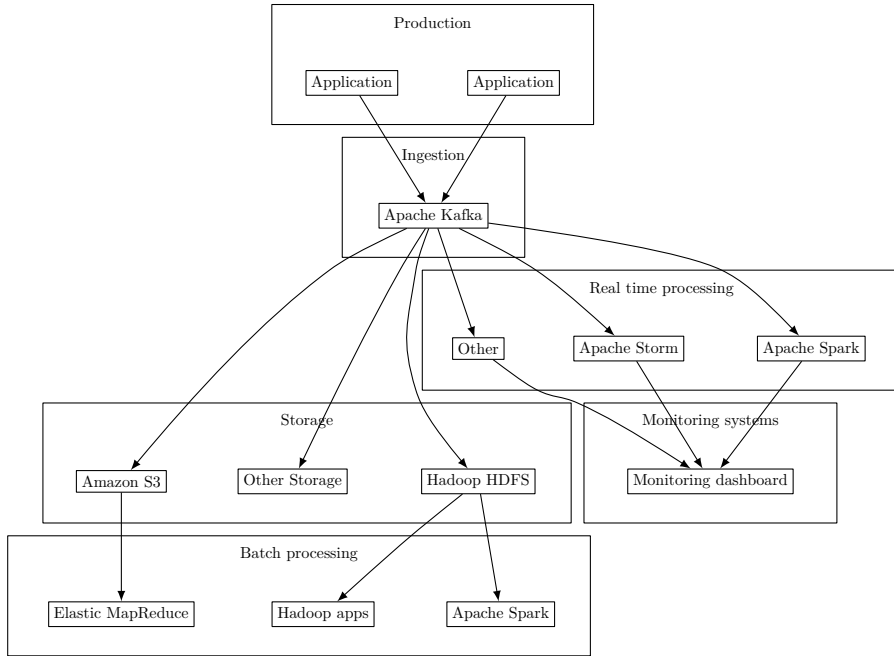 Production
Application
Application
Ingestion
Apache Kafka
Real time processing
Other
Apache Storm
Apache Spark
Storage
Monitoring systems
Amazon S3
Other Storage
Hadoop HDFS
Monitoring dashboard
Batch processing
Elastic MapReduce
Hadoop apps
Apache Spark